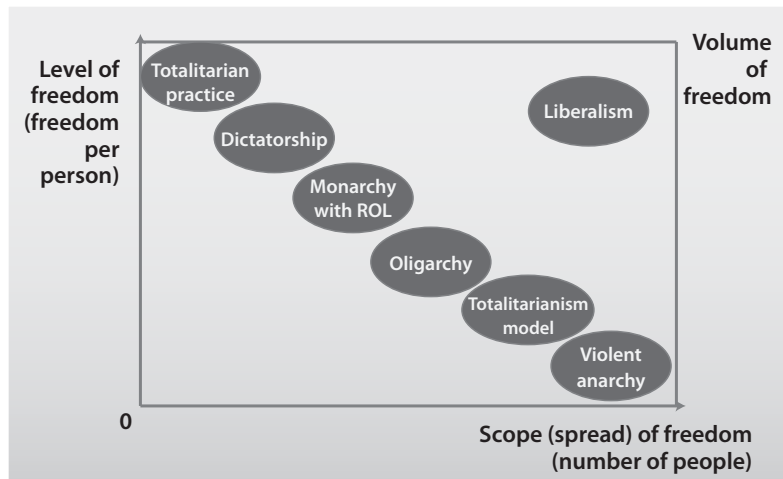 Level of
freedom
(freedom
per
person)
Volume
of
freedom
Totalitarian
practice
Liberalism
Dictatorship
Monarchy
with ROL
Oligarchy
Totalitarianism
model
Violent
anarchy
0
Scope (spread) of freedom
(number of people)